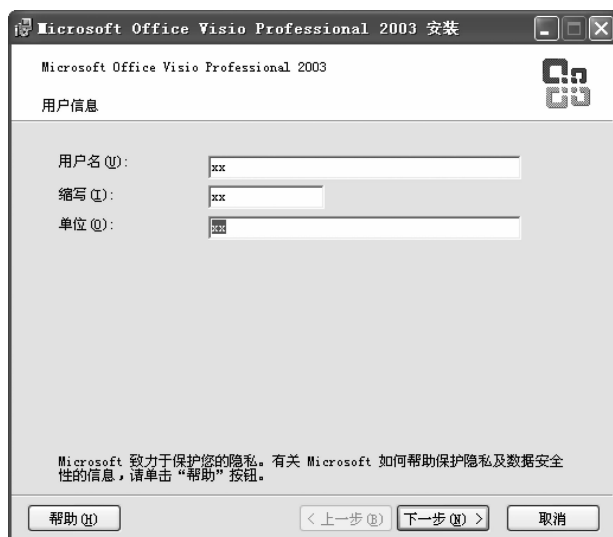 Microsoft Office Visio Professional 2003 安装
Microsoft Office Visio Professional 2003
用户信息
用户名(U):
xx
缩写(I):
xx
单位(O):
xx
Microsoft 致力于保护您的隐私。有关 Microsoft 如何帮助保护隐私及数据安全
性的信息，请单击“帮助”按钮。
帮助(H)
< 上一步(B)
下一步(N) >
取消